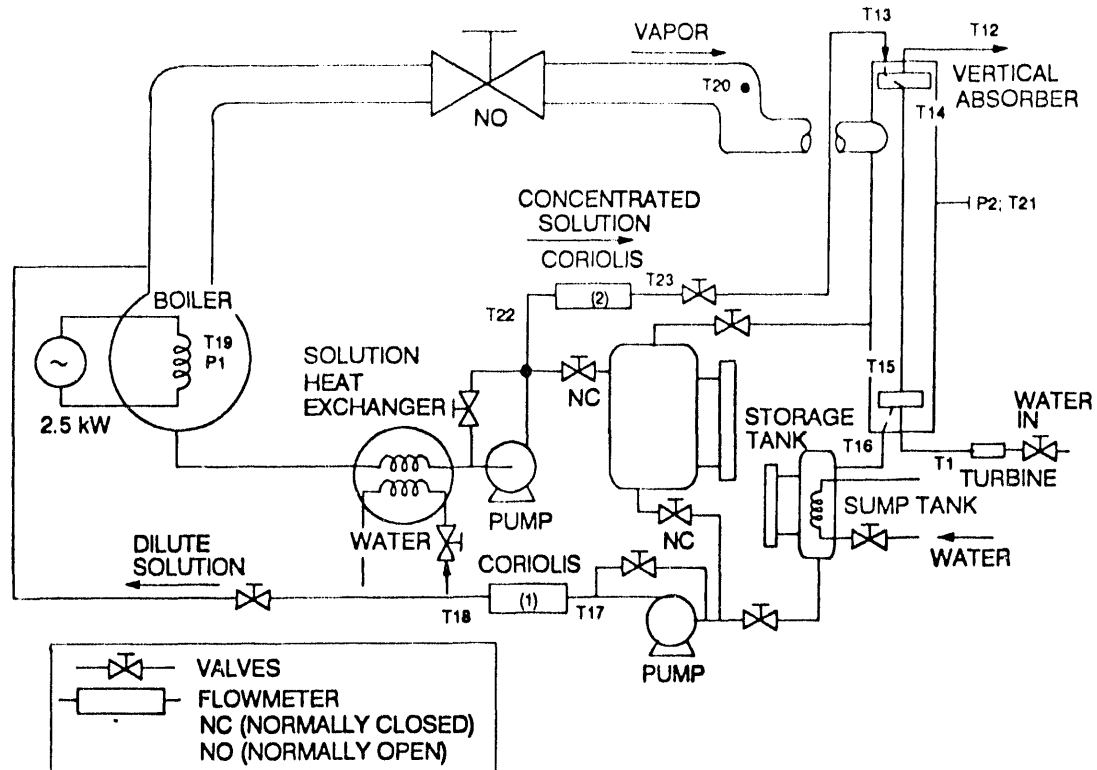 T13
T12
VAPOR
VERTICAL
ABSORBER
T20
T14
NO
P2; T21
CONCENTRATED
SOLUTION
CORIOLIS
T23
(2)
BOILER
T22
T19
P1
SOLUTION
HEAT
EXCHANGER
T15
NC
2.5 kW
STORAGE
TANK
WATER
IN
T16
T1
TURBINE
PUMP
SUMP TANK
WATER
NC
WATER
DILUTE
SOLUTION
CORIOLIS
(1)
T18
T17
PUMP
VALVES
FLOWMETER
NC (NORMALLY CLOSED)
NO (NORMALLY OPEN)